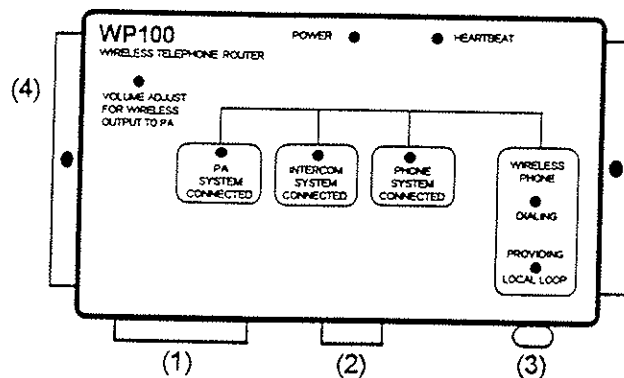 WP100
POWER
HEARTBEAT
WIRELESS TELEPHONE ROUTER
(4)
VOLUME ADJUST
FOR WIRELESS
OUTPUT TO PA
PA
SYSTEM
CONNECTED
INTERCOM
SYSTEM
CONNECTED
PHONE
SYSTEM
CONNECTED
WIRELESS
PHONE
DIALING
PROVIDING
LOCAL LOOP
(1)
(2)
(3)